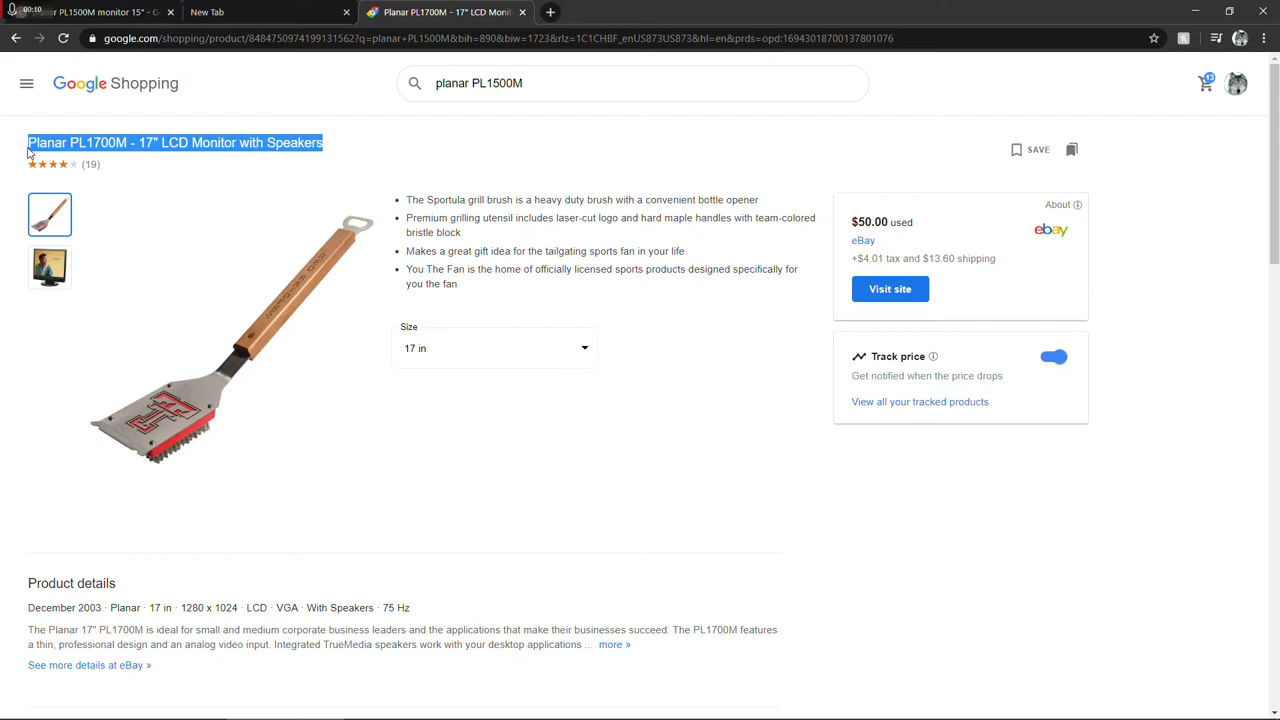 00:10
planar PL1500M monitor 15" - G
New Tab
Planar PL1700M - 17" LCD Monit
google.com/shopping/product/8484750974199131562?q=planar+PL1500M&bih=890&biw=1723&rlz=1C1CHBF_enUS873US873&hl=en&prds=opd:16943018700137801076
Google Shopping
planar PL1500M
13
Planar PL1700M - 17" LCD Monitor with Speakers
(19)
SAVE
The Sportula grill brush is a heavy duty brush with a convenient bottle opener
Premium grilling utensil includes laser-cut logo and hard maple handles with team-colored
bristle block
Makes a great gift idea for the tailgating sports fan in your life
You The Fan is the home of officially licensed sports products designed specifically for
you the fan
Size
17 in
RED RAIDERS
About
$50.00 used
ebay
eBay
+$4.01 tax and $13.60 shipping
Visit site
Track price
Get notified when the price drops
View all your tracked products
Product details
December 2003 · Planar · 17 in · 1280 x 1024 · LCD · VGA · With Speakers · 75 Hz
The Planar 17" PL1700M is ideal for small and medium corporate business leaders and the applications that make their businesses succeed. The PL1700M features
a thin, professional design and an analog video input. Integrated TrueMedia speakers work with your desktop applications ... more »
See more details at eBay »